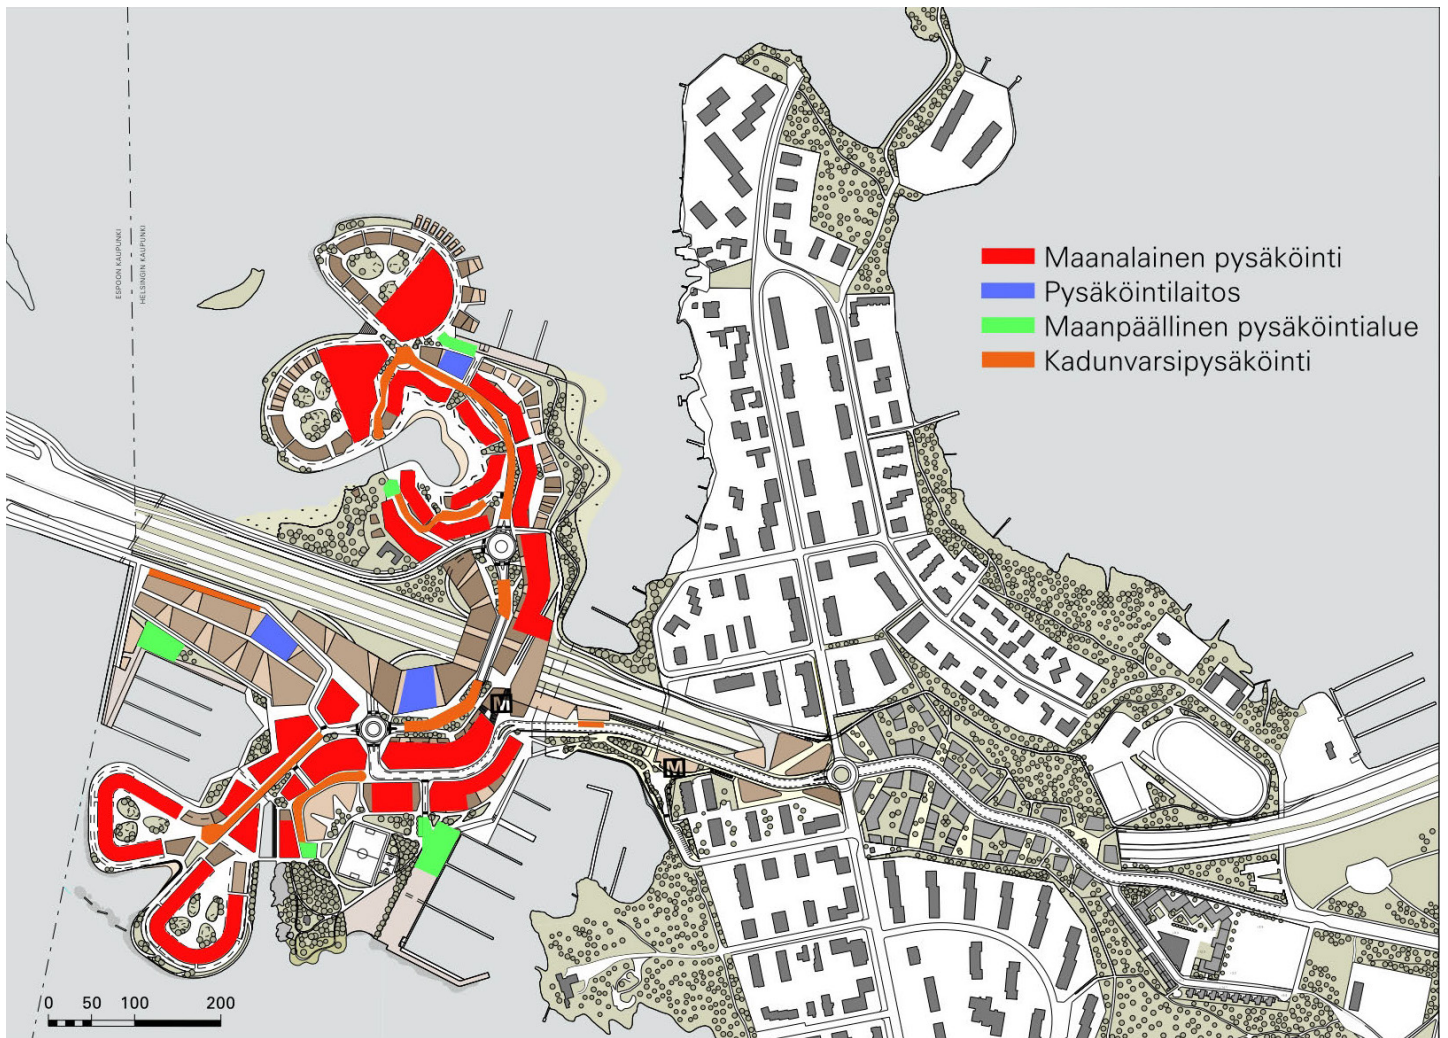 ESPOON KAUPUNKI
HELSINGIN KAUPUNKI
Maanalainen pysäköinti
Pysäköintilaitos
Maanpäällinen pysäköintialue
Kadunvarsipysäköinti
M
M
0 50 100 200